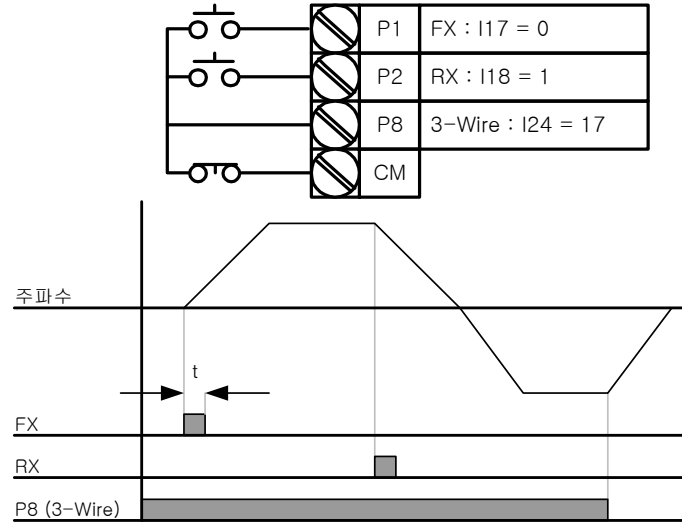 P1 FX : I17 = 0
P2 RX : I18 = 1
P8 3-Wire : I24 = 17
CM
주파수
t
FX
RX
P8 (3-Wire)